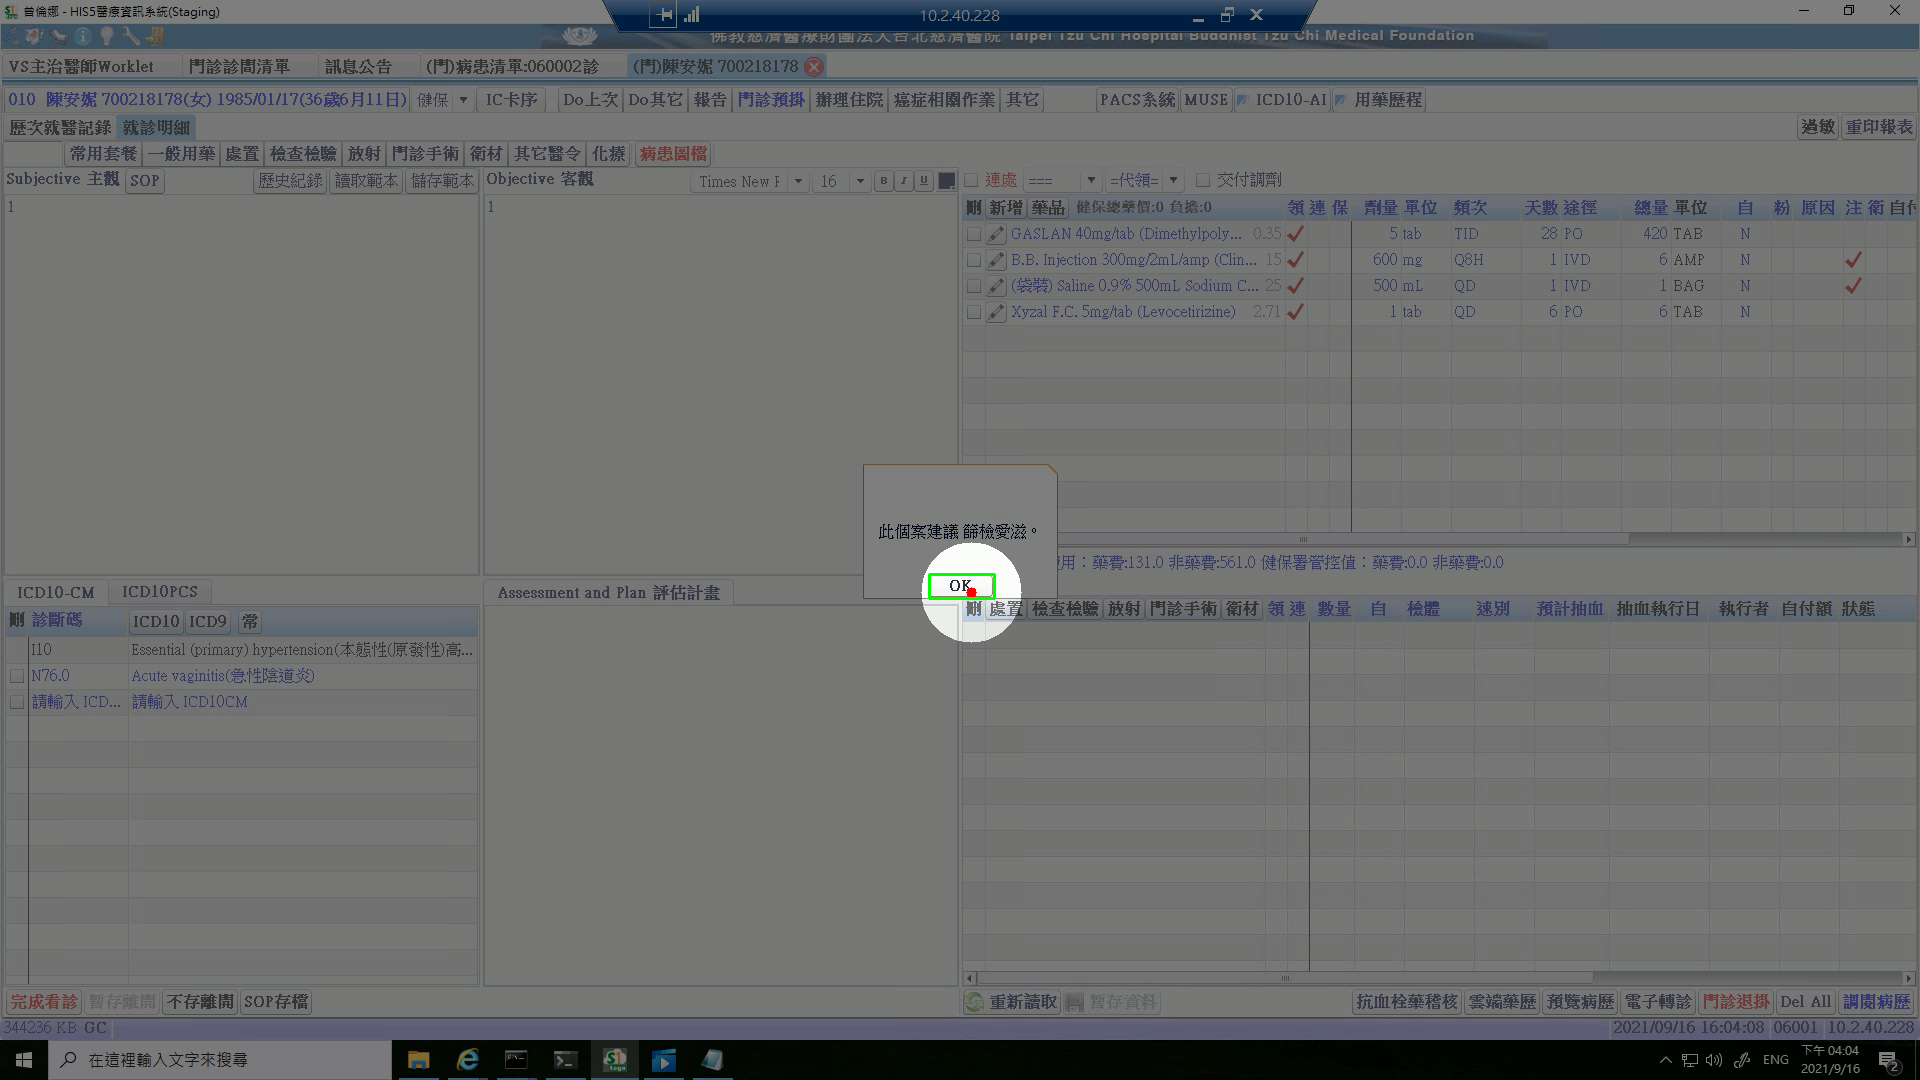 曾倫娜 - HIS5醫療資訊系統(Staging)
10.2.40.228
佛教慈濟醫療財團法人台北慈濟醫院 Taipei Tzu Chi Hospital Buddhist Tzu Chi Medical Foundation
VS主治醫師Worklet 門診診間清單 訊息公告 (門)病患清單:060002診 (門)陳安妮 700218178
010 陳安妮 700218178(女) 1985/01/17(36歲6月11日) 健保 IC卡序 Do上次 Do其它 報告 門診預掛 辦理住院 癌症相關作業 其它 PACS系統 MUSE ICD10-AI 用藥歷程
歷次就醫記錄 就診明細 過敏 重印報表
常用套餐 一般用藥 處置 檢查檢驗 放射 門診手術 衛材 其它醫令 化療 病患圖檔
Subjective 主觀 SOP 歷史紀錄 讀取範本 儲存範本 Objective 客觀 Times New F 16 B I U 連處 === =代領= 交付調劑
1 1
刪 新增 藥品 健保總藥價:0 負擔:0 領 連 保 劑量 單位 頻次 天數 途徑 總量 單位 自 粉 原因 注 衛 自付
GASLAN 40mg/tab (Dimethylpoly... 0.35 5 tab TID 28 PO 420 TAB N
B.B. Injection 300mg/2mL/amp (Clin... 15 600 mg Q8H 1 IVD 6 AMP N
(袋裝) Saline 0.9% 500mL Sodium C... 25 500 mL QD 1 IVD 1 BAG N
Xyzal F.C. 5mg/tab (Levocetirizine) 2.71 1 tab QD 6 PO 6 TAB N
此個案建議 篩檢愛滋。
OK
用：藥費:131.0 非藥費:561.0 健保署管控值：藥費:0.0 非藥費:0.0
ICD10-CM ICD10PCS Assessment and Plan 評估計畫
刪 處置 檢查檢驗 放射 門診手術 衛材 領 連 數量 自 檢體 速別 預計抽血 抽血執行日 執行者 自付額 狀態
刪 診斷碼 ICD10 ICD9 常
I10 Essential (primary) hypertension(本態性(原發性)高...
N76.0 Acute vaginitis(急性陰道炎)
請輸入 ICD... 請輸入 ICD10CM
完成看診 暫存離開 不存離開 SOP存檔 重新讀取 暫存資料 抗血栓藥稽核 雲端藥歷 預覽病歷 電子轉診 門診退掛 Del All 調閱病歷
344236 KB GC 2021/09/16 16:04:08 06001 10.2.40.228
在這裡輸入文字來搜尋 ENG 下午 04:04
2021/9/16 2